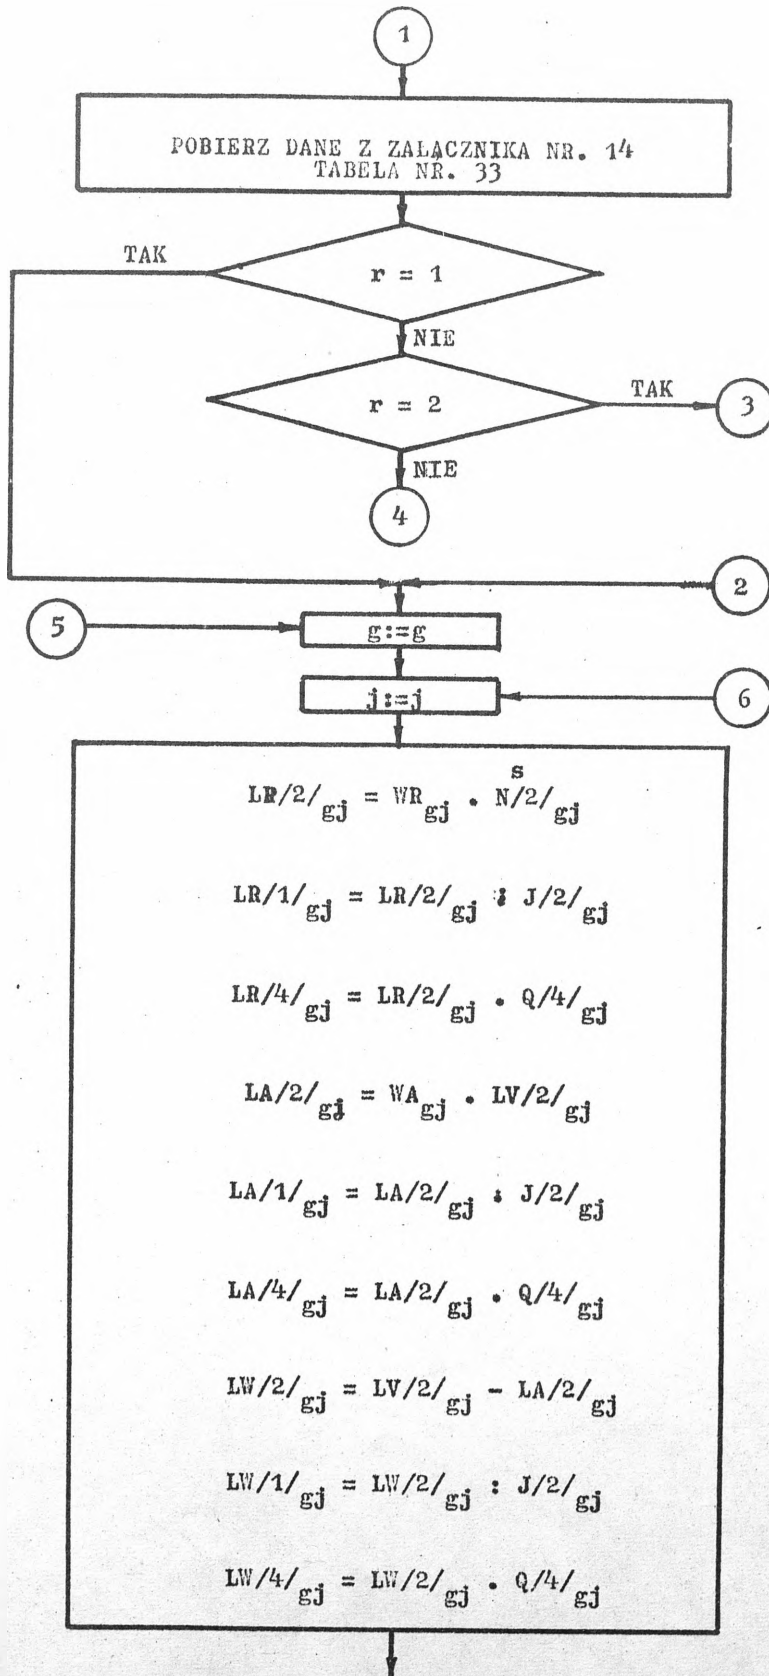 1
POBIERZ DANE Z ZAŁĄCZNIKA NR. 14
TABELA NR. 33
TAK
r = 1
NIE
r = 2
TAK
3
NIE
4
2
5
g:=g
j:=j
6
s
LR/2/gj = WRgj . N/2/gj
LR/1/gj = LR/2/gj : J/2/gj
LR/4/gj = LR/2/gj . Q/4/gj
LA/2/gj = WAgj . LV/2/gj
LA/1/gj = LA/2/gj : J/2/gj
LA/4/gj = LA/2/gj . Q/4/gj
LW/2/gj = LV/2/gj - LA/2/gj
LW/1/gj = LW/2/gj : J/2/gj
LW/4/gj = LW/2/gj . Q/4/gj